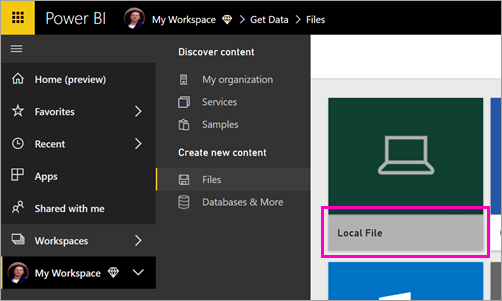 Power BI My Workspace > Get Data > Files
Discover content
Home (preview)
My organization
Favorites
Services
Samples
Recent
Create new content
Apps
Files
Shared with me
Databases & More
Workspaces
Local File
My Workspace